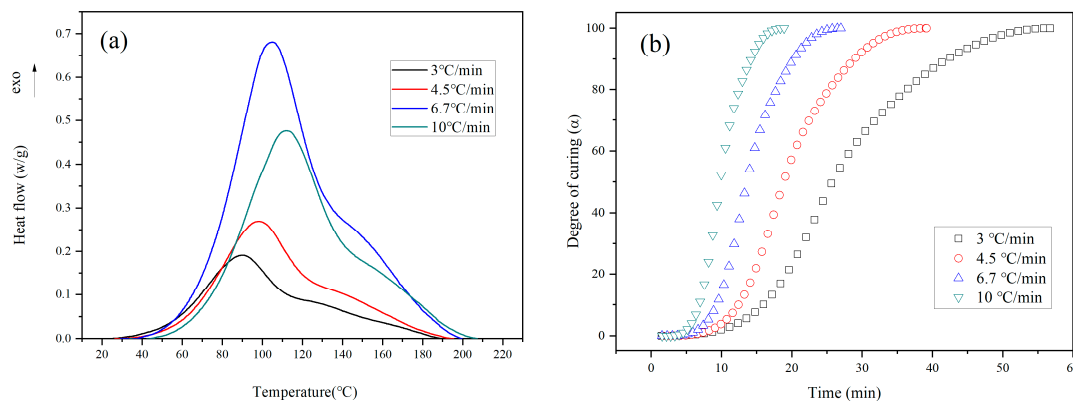 (a)
exo
Heat flow (w/g)
0.7
0.6
0.5
0.4
0.3
0.2
0.1
0.0
3℃/min
4.5℃/min
6.7℃/min
10℃/min
20 40 60 80 100 120 140 160 180 200 220
Temperature(℃)
(b)
Degree of curing (α)
100
80
60
40
20
0
3 ℃/min
4.5 ℃/min
6.7 ℃/min
10 ℃/min
0 10 20 30 40 50
Time (min)